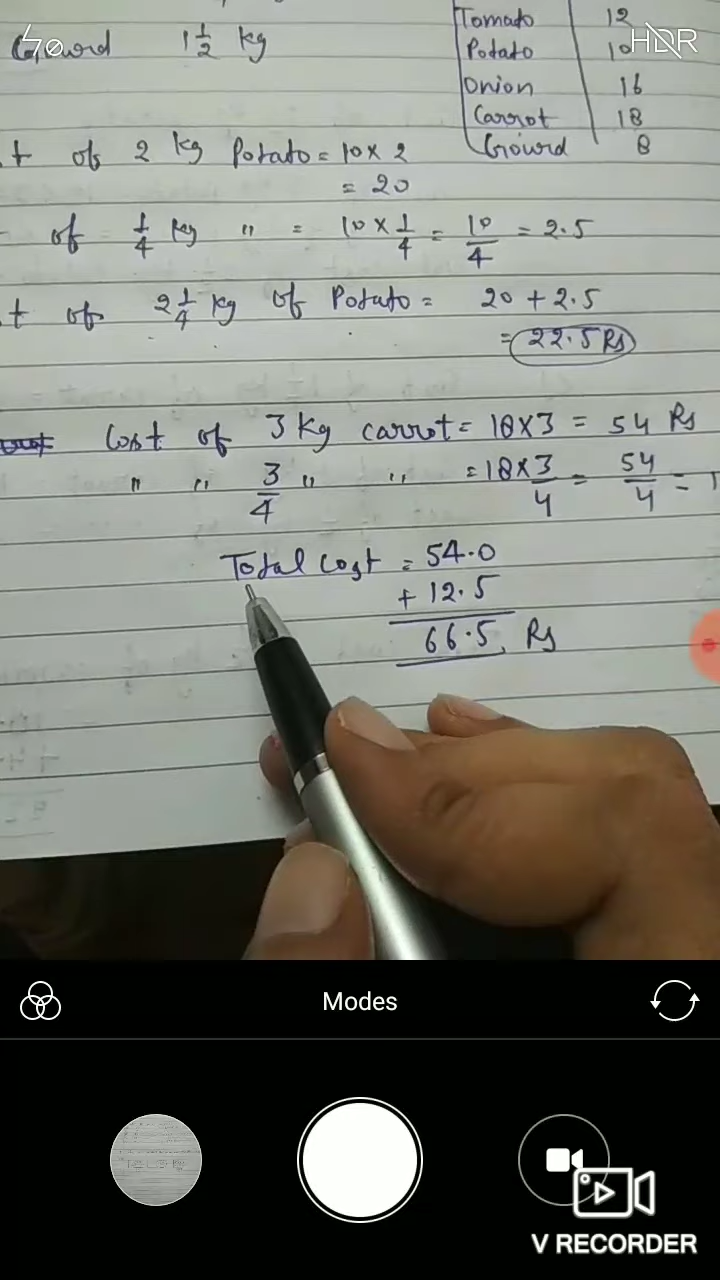 Tomato 12
Gourd 1 1/2 kg
Potato 10
HDR
Onion 16
Carrot 18
Gourd 8
t of 2 kg Potato = 10 × 2
= 20
of 1/4 kg " = 10 × 1/4 = 10/4 = 2.5
t of 2 1/4 kg of Potato = 20 + 2.5
= 22.5 Rs
Cost of 3 kg carrot = 18×3 = 54 Rs
" " 3/4 " " = 18×3/4 = 54/4 = 1
Total cost = 54.0
+ 12.5
66.5 Rs
Modes
V RECORDER